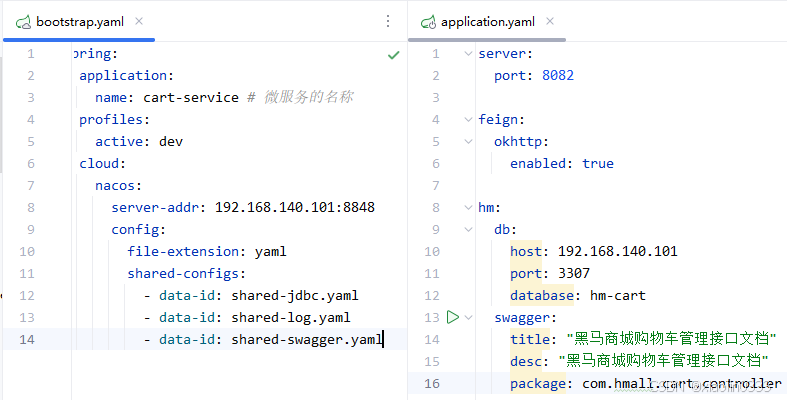 bootstrap.yaml
1 pring:
2 application:
3 name: cart-service # 微服务的名称
4 profiles:
5 active: dev
6 cloud:
7 nacos:
8 server-addr: 192.168.140.101:8848
9 config:
10 file-extension: yaml
11 shared-configs:
12 - data-id: shared-jdbc.yaml
13 - data-id: shared-log.yaml
14 - data-id: shared-swagger.yaml
application.yaml
1 server:
2 port: 8082
3
4 feign:
5 okhttp:
6 enabled: true
7
8 hm:
9 db:
10 host: 192.168.140.101
11 port: 3307
12 database: hm-cart
13 swagger:
14 title: "黑马商城购物车管理接口文档"
15 desc: "黑马商城购物车管理接口文档"
16 package: com.hmall.cart.controller